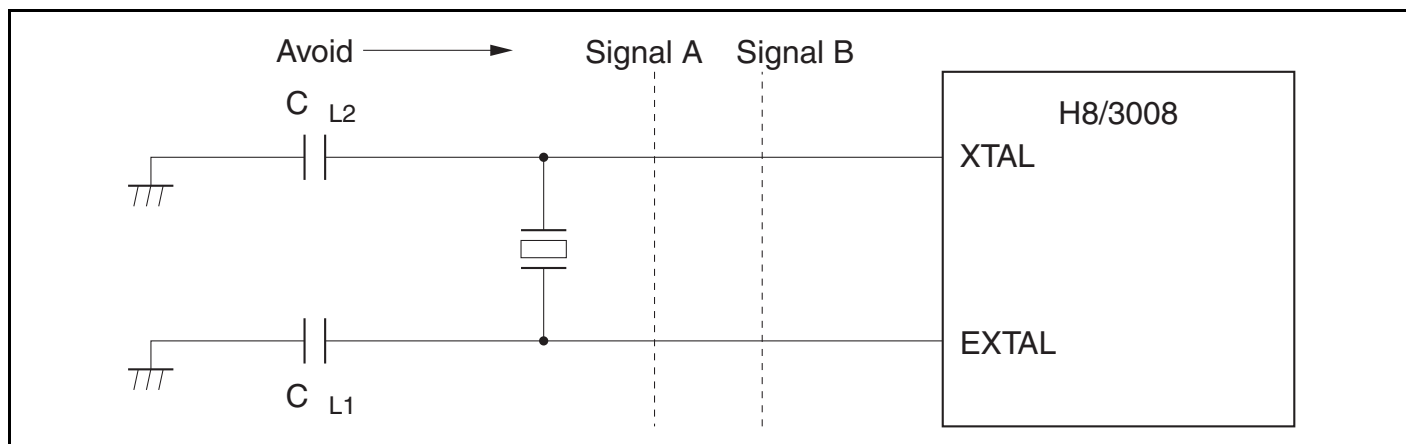 Avoid
Signal A
Signal B
C L2
H8/3008
XTAL
EXTAL
C L1